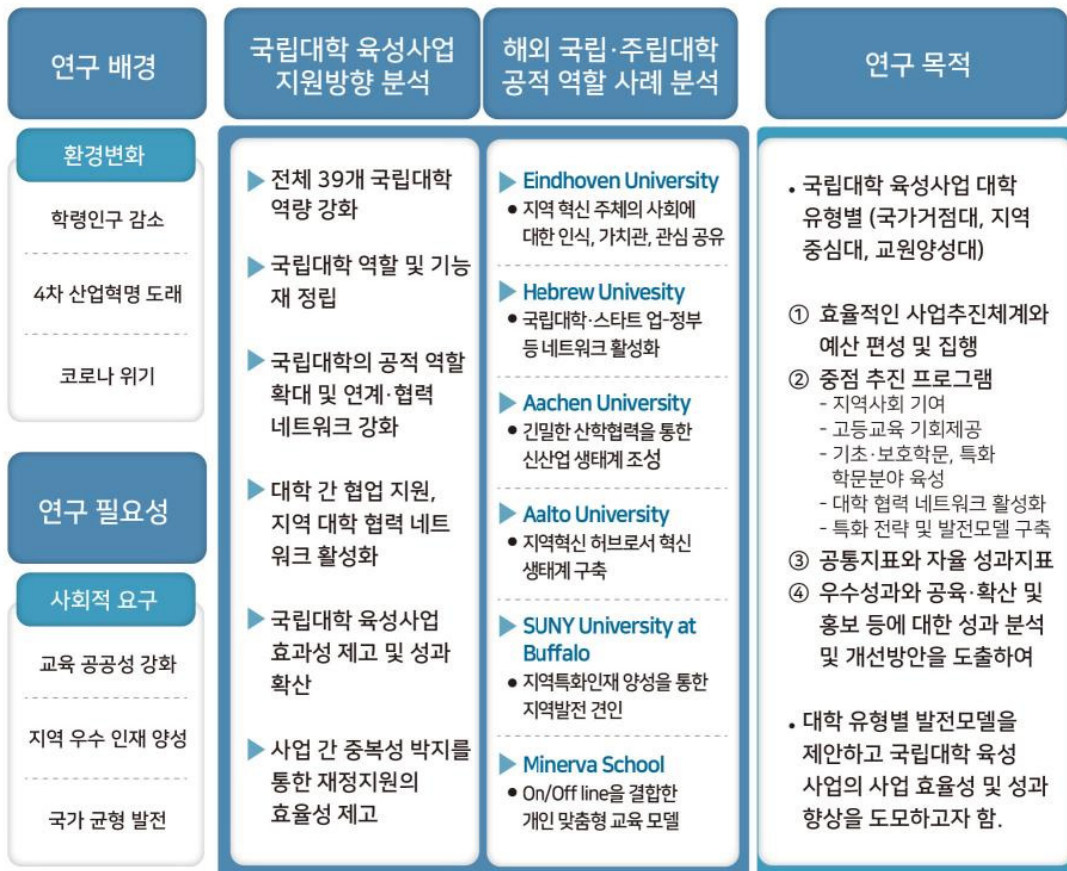 연구 배경
환경변화
학령인구 감소
4차 산업혁명 도래
코로나 위기
연구 필요성
사회적 요구
교육 공공성 강화
지역 우수 인재 양성
국가 균형 발전
국립대학 육성사업
지원방향 분석
▶ 전체 39개 국립대학
역량 강화
▶ 국립대학 역할 및 기능
재 정립
▶ 국립대학의 공적 역할
확대 및 연계·협력
네트워크 강화
▶ 대학 간 협업 지원,
지역 대학 협력 네트
워크 활성화
▶ 국립대학 육성사업
효과성 제고 및 성과
확산
▶ 사업 간 중복성 박지를
통한 재정지원의
효율성 제고
해외 국립·주립대학
공적 역할 사례 분석
▶ Eindhoven University
● 지역 혁신 주체의 사회에
대한 인식, 가치관, 관심 공유
▶ Hebrew Univesity
● 국립대학·스타트 업-정부
등 네트워크 활성화
▶ Aachen University
● 긴밀한 산학협력을 통한
신산업 생태계 조성
▶ Aalto University
● 지역혁신 허브로서 혁신
생태계 구축
▶ SUNY University at
Buffalo
● 지역특화인재 양성을 통한
지역발전 견인
▶ Minerva School
● On/Off line을 결합한
개인 맞춤형 교육 모델
연구 목적
. 국립대학 육성사업 대학
유형별 (국가거점대, 지역
중심대, 교원양성대)
① 효율적인 사업추진체계와
예산 편성 및 집행
② 중점 추진 프로그램
- 지역사회 기여
- 고등교육 기회제공
- 기초·보호학문, 특화
학문분야 육성
- 대학 협력 네트워크 활성화
- 특화 전략 및 발전모델 구축
③ 공통지표와 자율 성과지표
④ 우수성과와 공육·확산 및
홍보 등에 대한 성과 분석
및 개선방안을 도출하여
. 대학 유형별 발전모델을
제안하고 국립대학 육성
사업의 사업 효율성 및 성과
향상을 도모하고자 함.